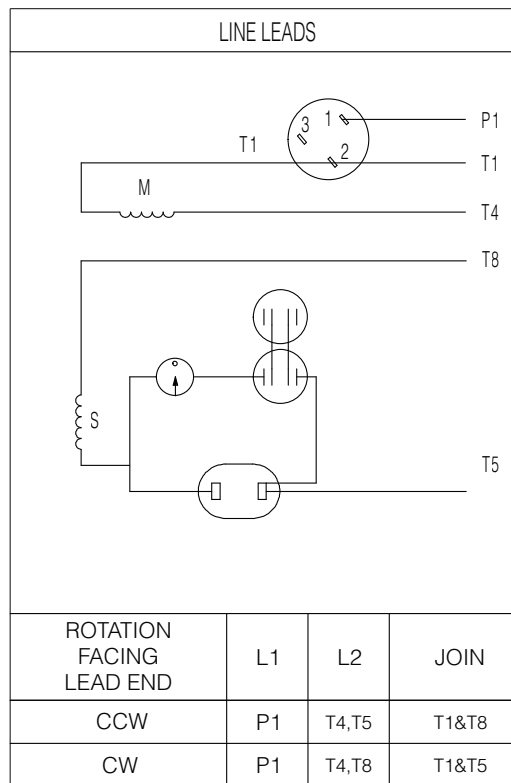 LINE LEADS
P1
1
3
2
T1
T1
M
T4
T8
S
T5
ROTATION
FACING
LEAD END
L1
L2
JOIN
CCW
P1
T4,T5
T1&T8
CW
P1
T4,T8
T1&T5